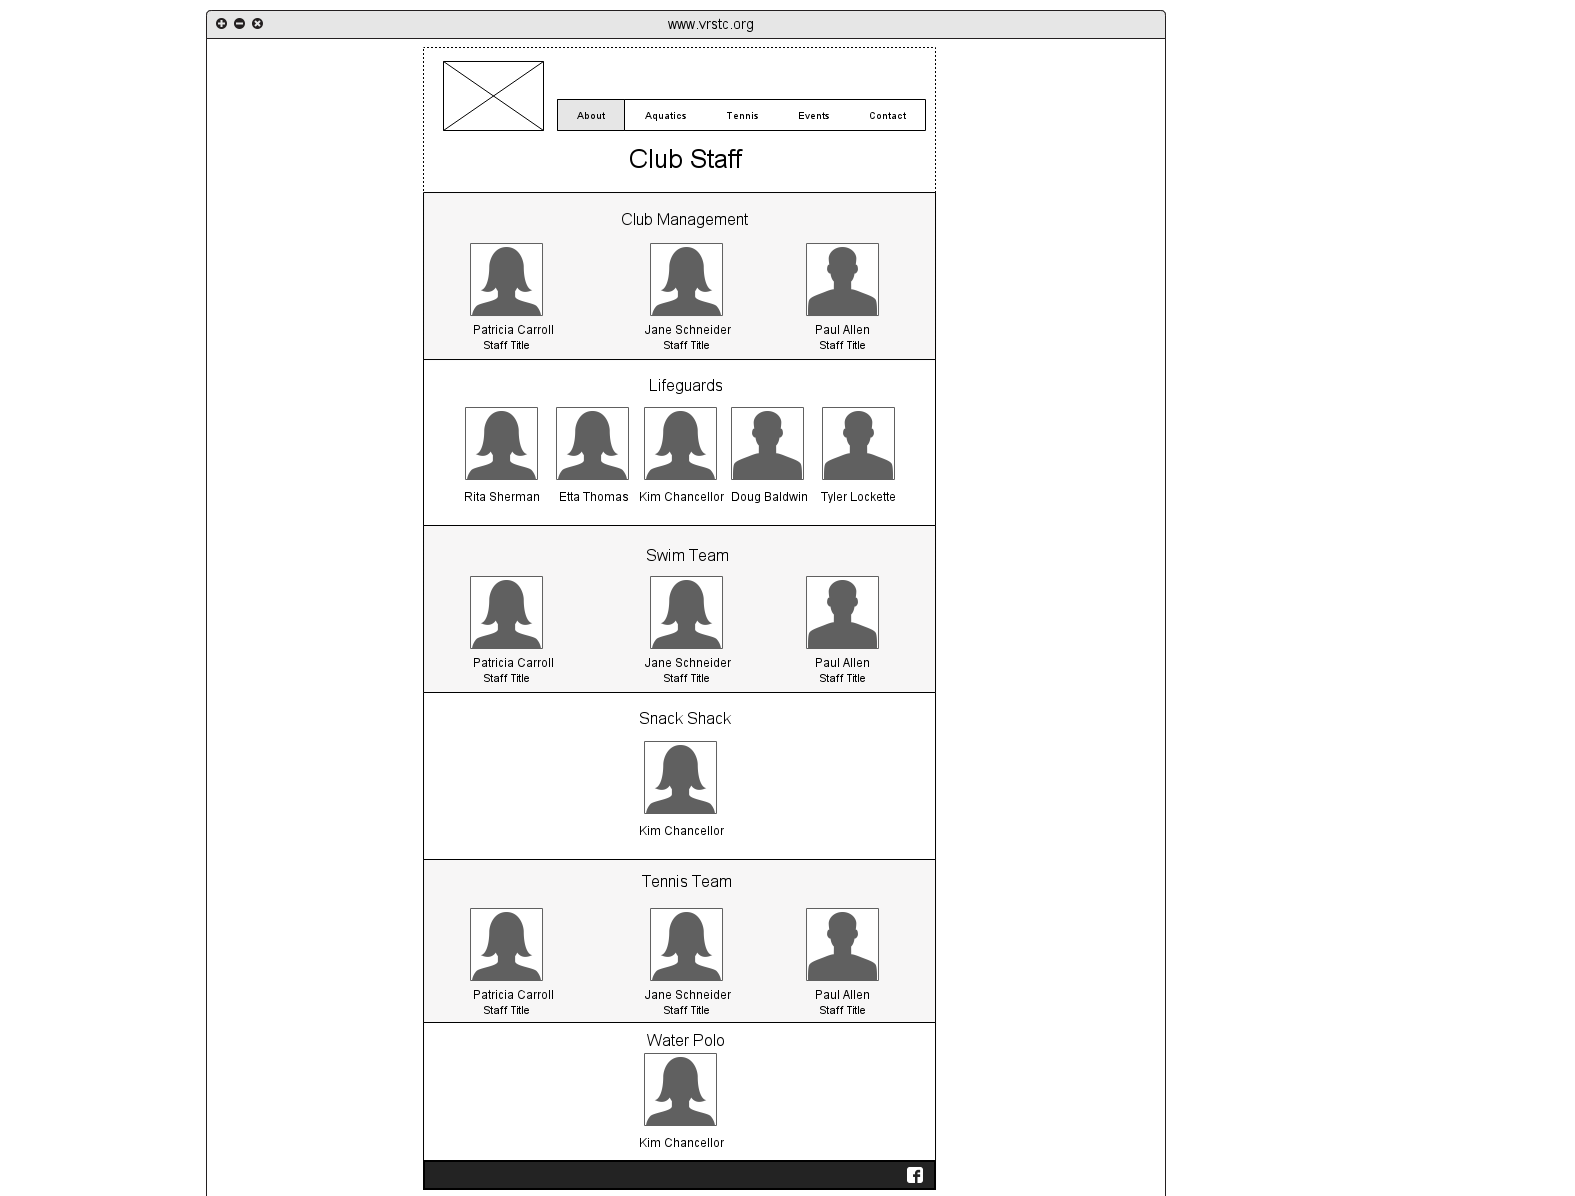 www.vrstc.org
About Aquatics Tennis Events Contact
Club Staff
Club Management
Patricia Carroll Jane Schneider Paul Allen
Staff Title Staff Title Staff Title
Lifeguards
Rita Sherman Etta Thomas Kim Chancellor Doug Baldwin Tyler Lockette
Swim Team
Patricia Carroll Jane Schneider Paul Allen
Staff Title Staff Title Staff Title
Snack Shack
Kim Chancellor
Tennis Team
Patricia Carroll Jane Schneider Paul Allen
Staff Title Staff Title Staff Title
Water Polo
Kim Chancellor